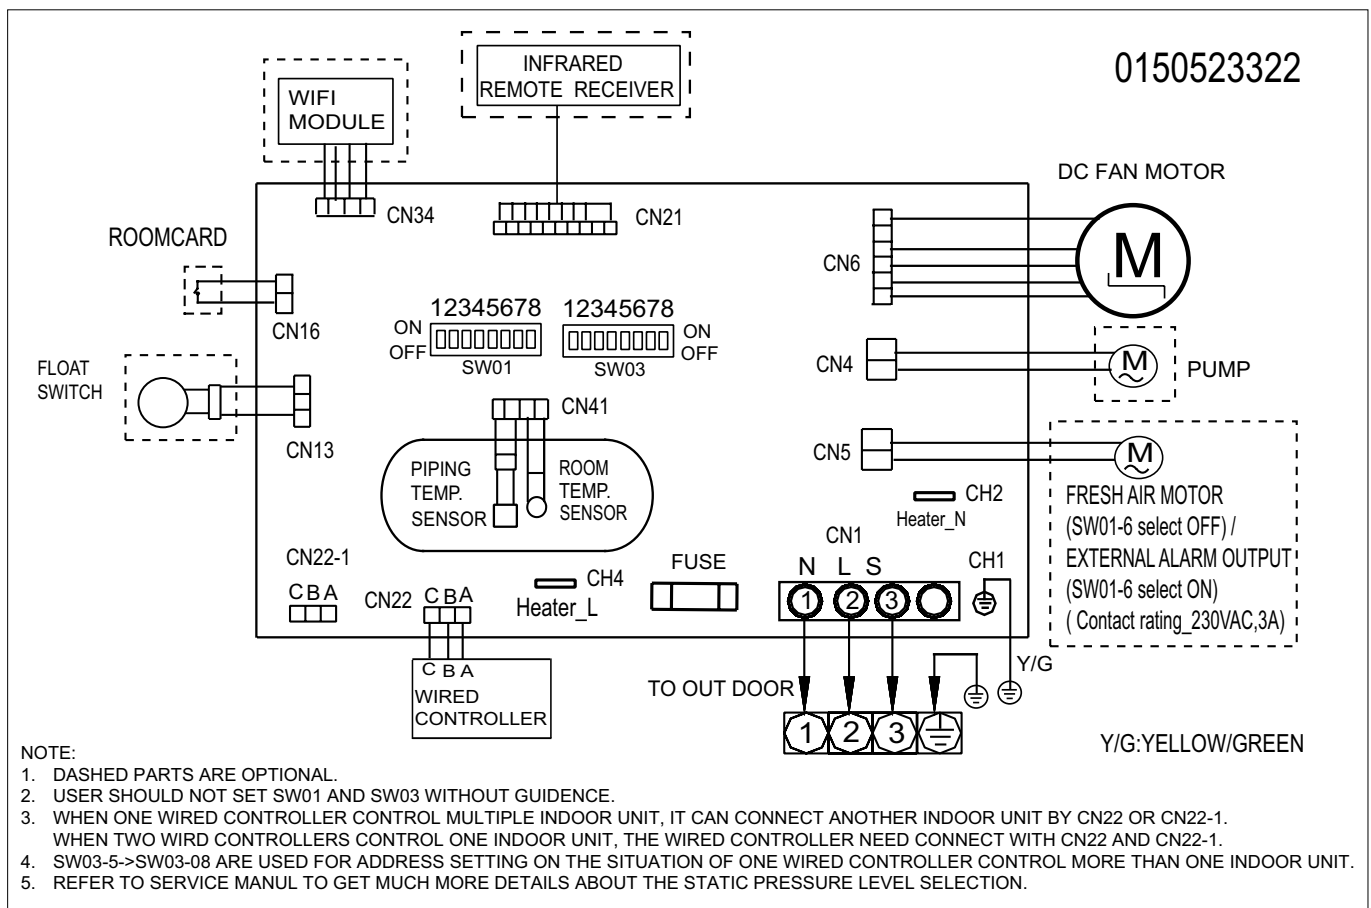 0150523322
INFRARED
REMOTE RECEIVER
WIFI
MODULE
DC FAN MOTOR
CN34
CN21
ROOMCARD
CN6
M
CN16
12345678 12345678
ON
OFF
SW01
ON
OFF
SW03
FLOAT
SWITCH
CN13
CN4
M
PUMP
CN41
CN5
M
PIPING
TEMP.
SENSOR
ROOM
TEMP.
SENSOR
CH2
Heater_N
FRESH AIR MOTOR
(SW01-6 select OFF) /
EXTERNAL ALARM OUTPUT
(SW01-6 select ON)
( Contact rating_230VAC,3A)
CN22-1
C B A
CN22
C B A
CH4
Heater_L
FUSE
CN1
N L S
1 2 3
CH1
Y/G
C B A
WIRED
CONTROLLER
TO OUT DOOR
1 2 3
Y/G:YELLOW/GREEN
NOTE:
1. DASHED PARTS ARE OPTIONAL.
2. USER SHOULD NOT SET SW01 AND SW03 WITHOUT GUIDENCE.
3. WHEN ONE WIRED CONTROLLER CONTROL MULTIPLE INDOOR UNIT, IT CAN CONNECT ANOTHER INDOOR UNIT BY CN22 OR CN22-1.
WHEN TWO WIRD CONTROLLERS CONTROL ONE INDOOR UNIT, THE WIRED CONTROLLER NEED CONNECT WITH CN22 AND CN22-1.
4. SW03-5->SW03-08 ARE USED FOR ADDRESS SETTING ON THE SITUATION OF ONE WIRED CONTROLLER CONTROL MORE THAN ONE INDOOR UNIT.
5. REFER TO SERVICE MANUL TO GET MUCH MORE DETAILS ABOUT THE STATIC PRESSURE LEVEL SELECTION.